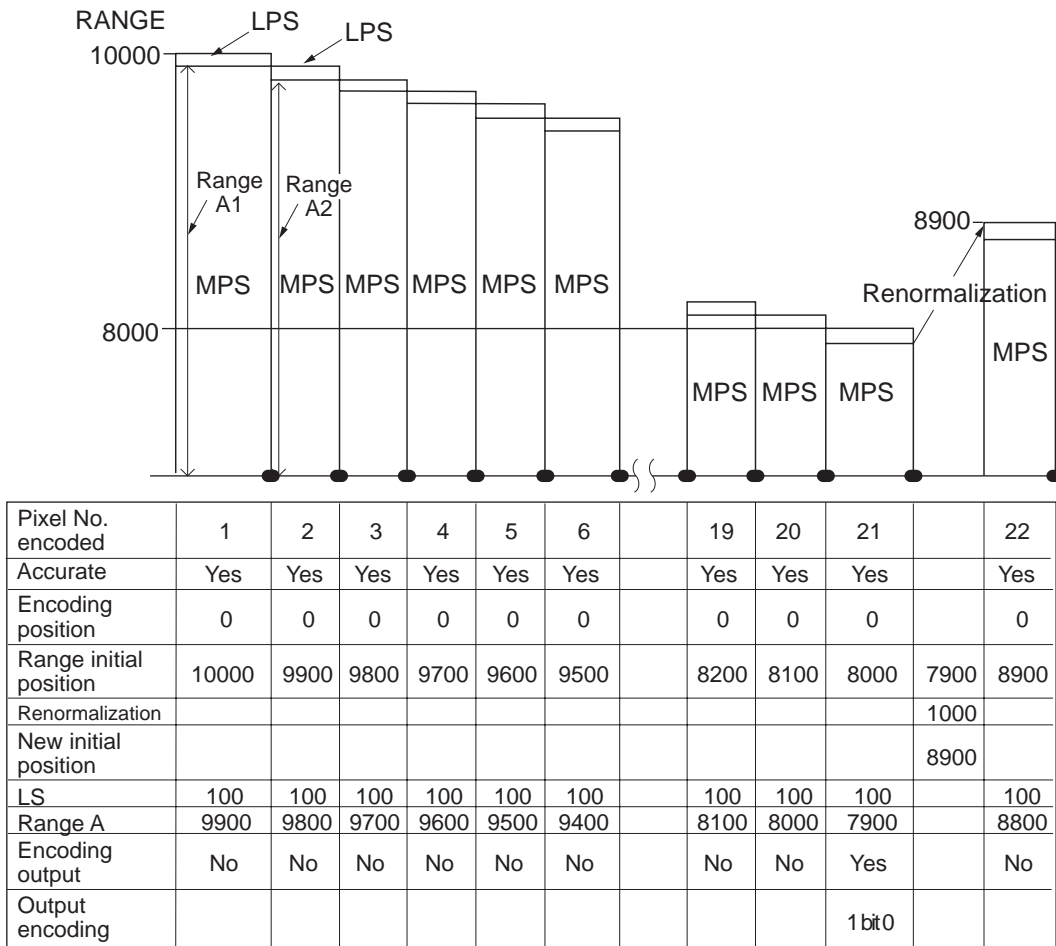 RANGE
LPS
LPS
10000
Range
A1
Range
A2
8900
MPS
MPS
MPS
MPS
MPS
MPS
Renormalization
8000
MPS
MPS
MPS
MPS
Pixel No. encoded 1 2 3 4 5 6 19 20 21 22
Accurate Yes Yes Yes Yes Yes Yes Yes Yes Yes Yes
Encoding position 0 0 0 0 0 0 0 0 0 0
Range initial position 10000 9900 9800 9700 9600 9500 8200 8100 8000 7900 8900
Renormalization 1000
New initial position 8900
LS 100 100 100 100 100 100 100 100 100 100
Range A 9900 9800 9700 9600 9500 9400 8100 8000 7900 8800
Encoding output No No No No No No No No Yes No
Output encoding 1 bit 0